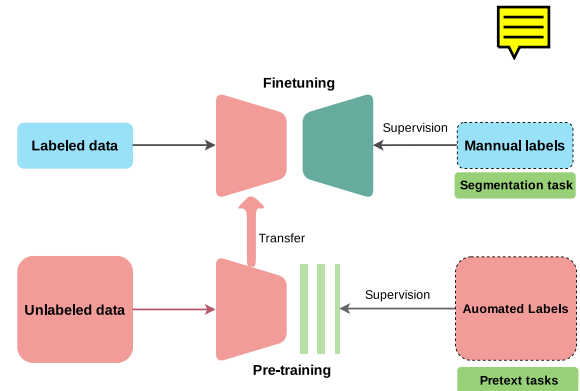 Finetuning
Labeled data
Supervision
Mannual labels
Segmentation task
Transfer
Unlabeled data
Supervision
Auomated Labels
Pre-training
Pretext tasks